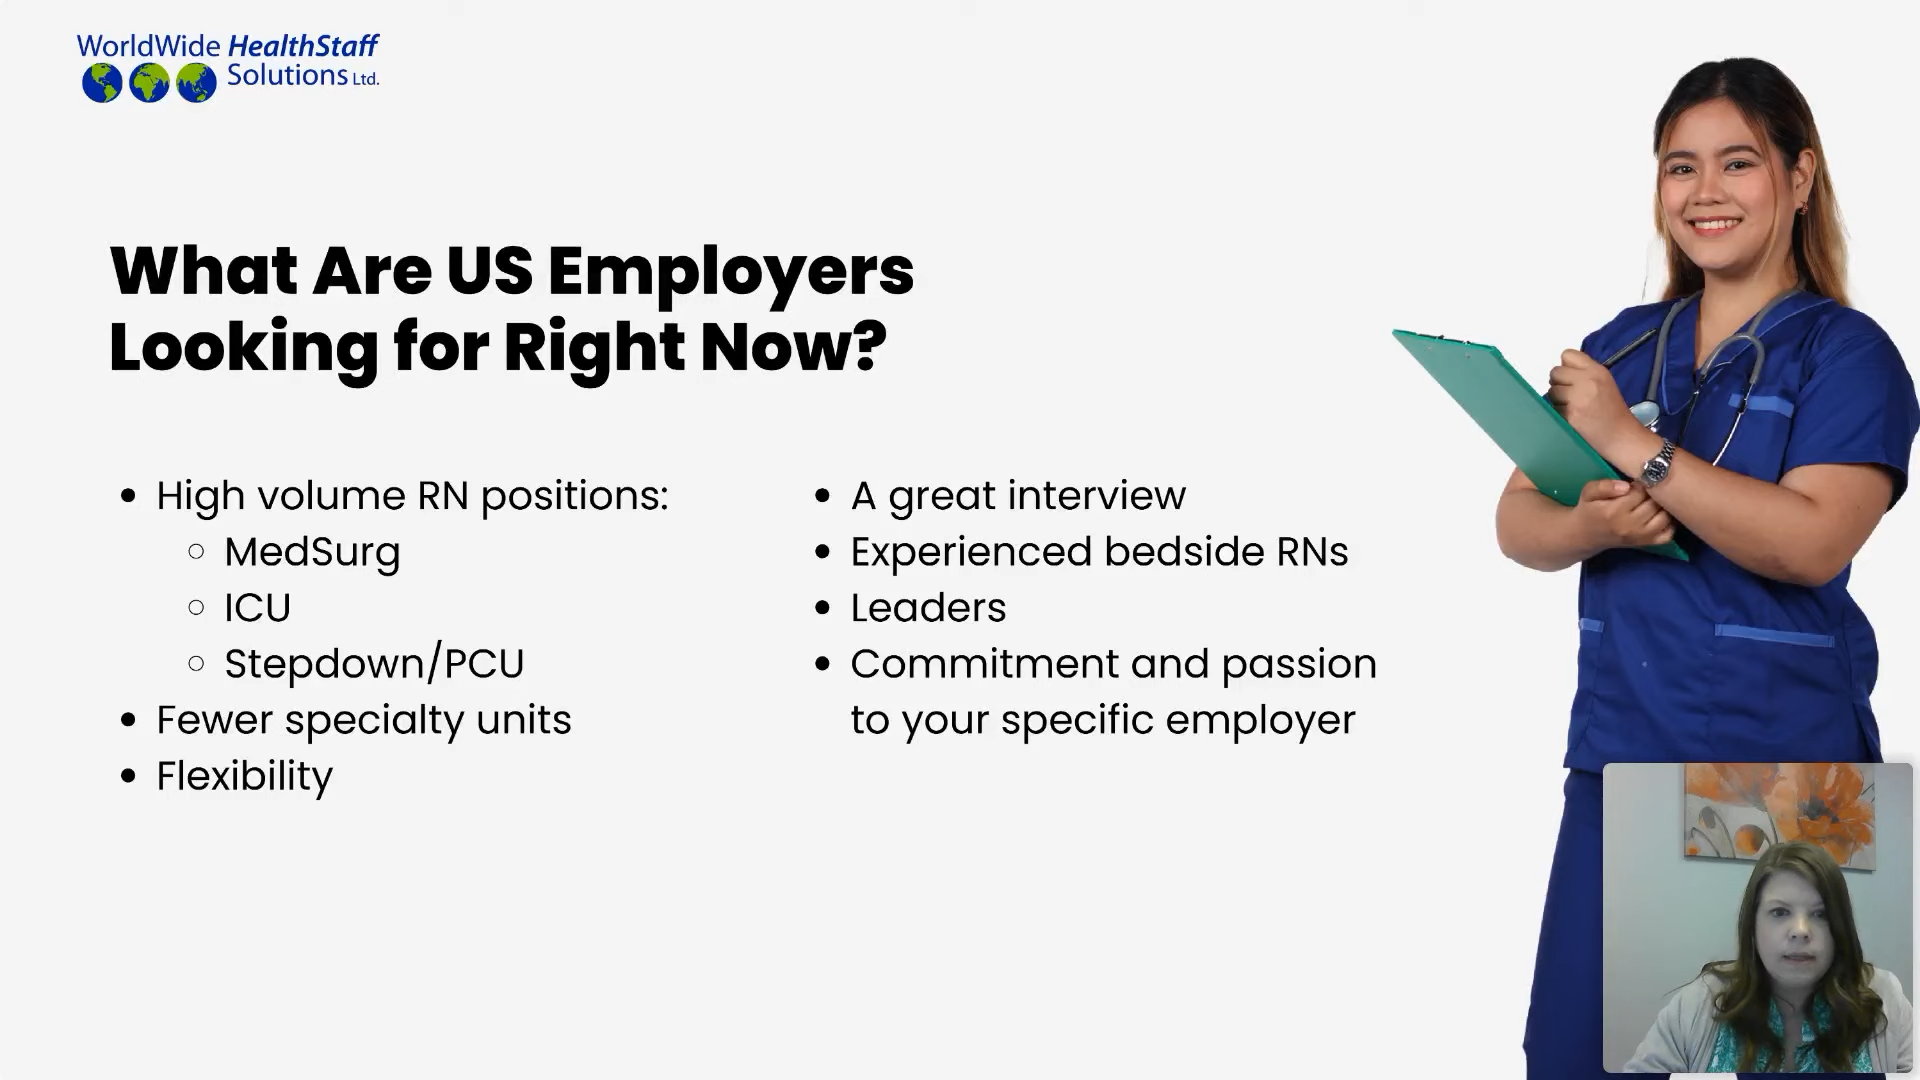 WorldWide HealthStaff
Solutions Ltd.
What Are US Employers
Looking for Right Now?
• High volume RN positions:
○ MedSurg
○ ICU
○ Stepdown/PCU
• Fewer specialty units
• Flexibility
• A great interview
• Experienced bedside RNs
• Leaders
• Commitment and passion
to your specific employer